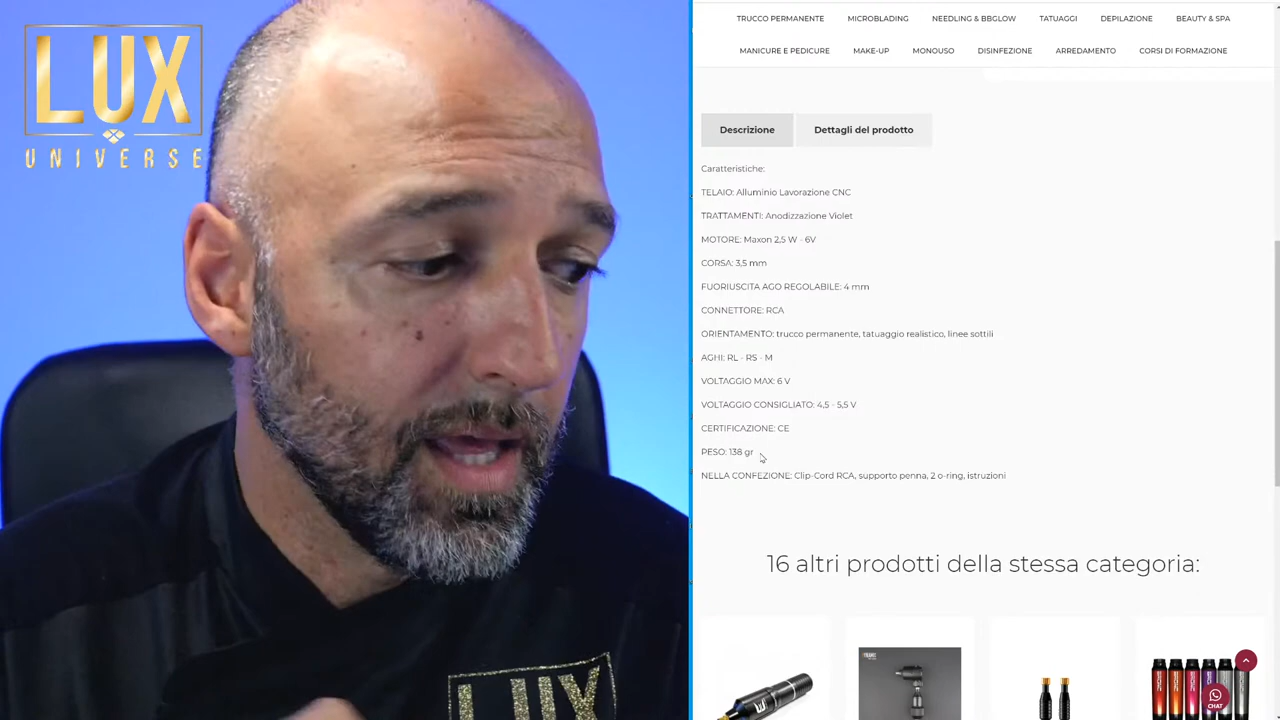 LUX
UNIVERSE
TRUCCO PERMANENTE MICROBLADING NEEDLING & BBGLOW TATUAGGI DEPILAZIONE BEAUTY & SPA
MANICURE E PEDICURE MAKE-UP MONOUSO DISINFEZIONE ARREDAMENTO CORSI DI FORMAZIONE
Descrizione Dettagli del prodotto
Caratteristiche:
TELAIO: Alluminio Lavorazione CNC
TRATTAMENTI: Anodizzazione Violet
MOTORE: Maxon 2,5 W - 6V
CORSA: 3,5 mm
FUORIUSCITA AGO REGOLABILE: 4 mm
CONNETTORE: RCA
ORIENTAMENTO: trucco permanente, tatuaggio realistico, linee sottili
AGHI: RL - RS - M
VOLTAGGIO MAX: 6 V
VOLTAGGIO CONSIGLIATO: 4,5 - 5,5 V
CERTIFICAZIONE: CE
PESO: 138 gr
NELLA CONFEZIONE: Clip-Cord RCA, supporto penna, 2 o-ring, istruzioni
16 altri prodotti della stessa categoria:
CHAT
LUX